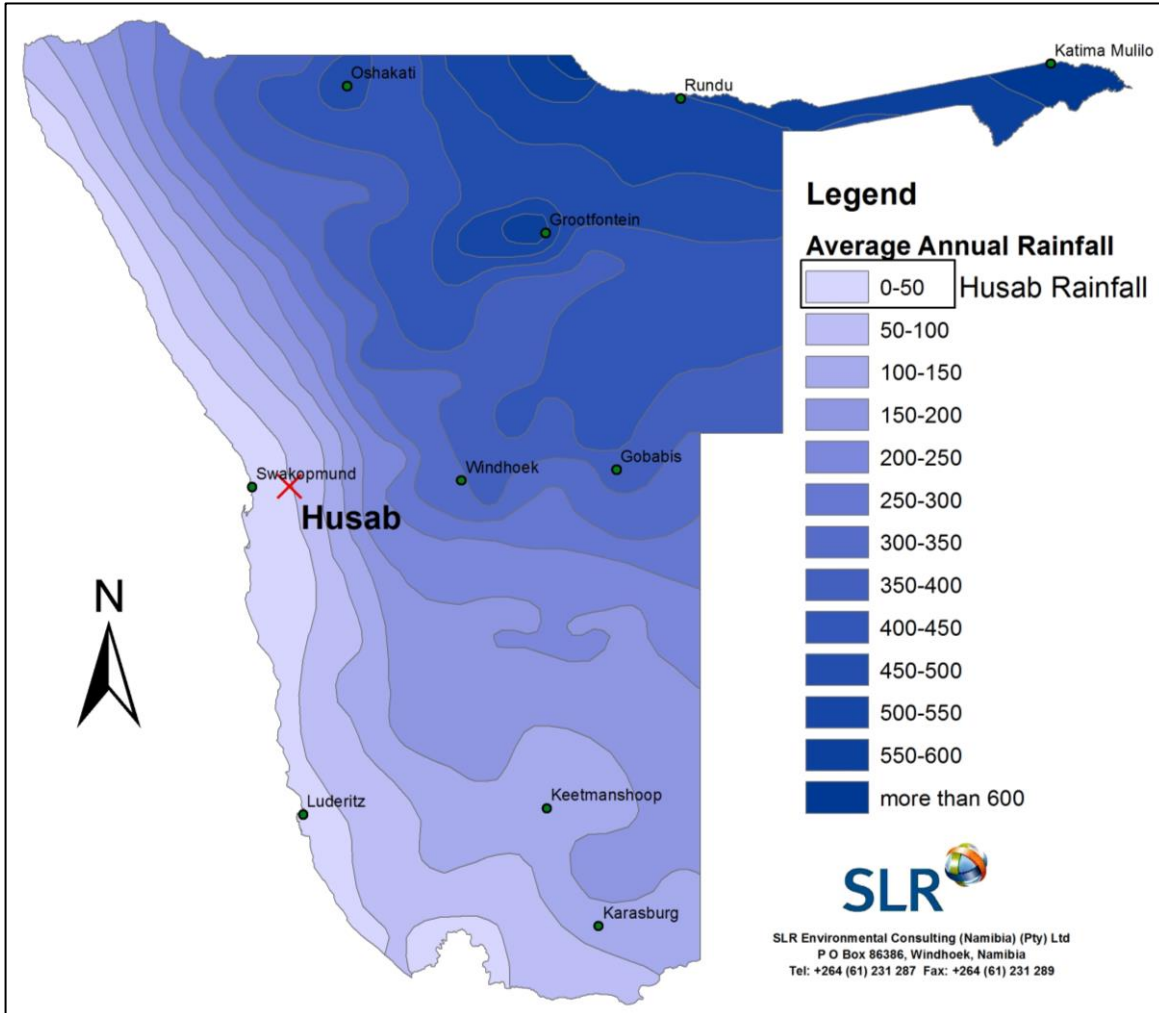 Katima Mulilo
Oshakati
Rundu
Grootfontein
Legend
Average Annual Rainfall
0-50 Husab Rainfall
50-100
100-150
150-200
200-250
250-300
300-350
350-400
400-450
450-500
500-550
550-600
more than 600
Swakopmund
Windhoek
Gobabis
Husab
N
Luderitz
Keetmanshoop
Karasburg
SLR
SLR Environmental Consulting (Namibia) (Pty) Ltd
P O Box 86386, Windhoek, Namibia
Tel: +264 (61) 231 287 Fax: +264 (61) 231 289